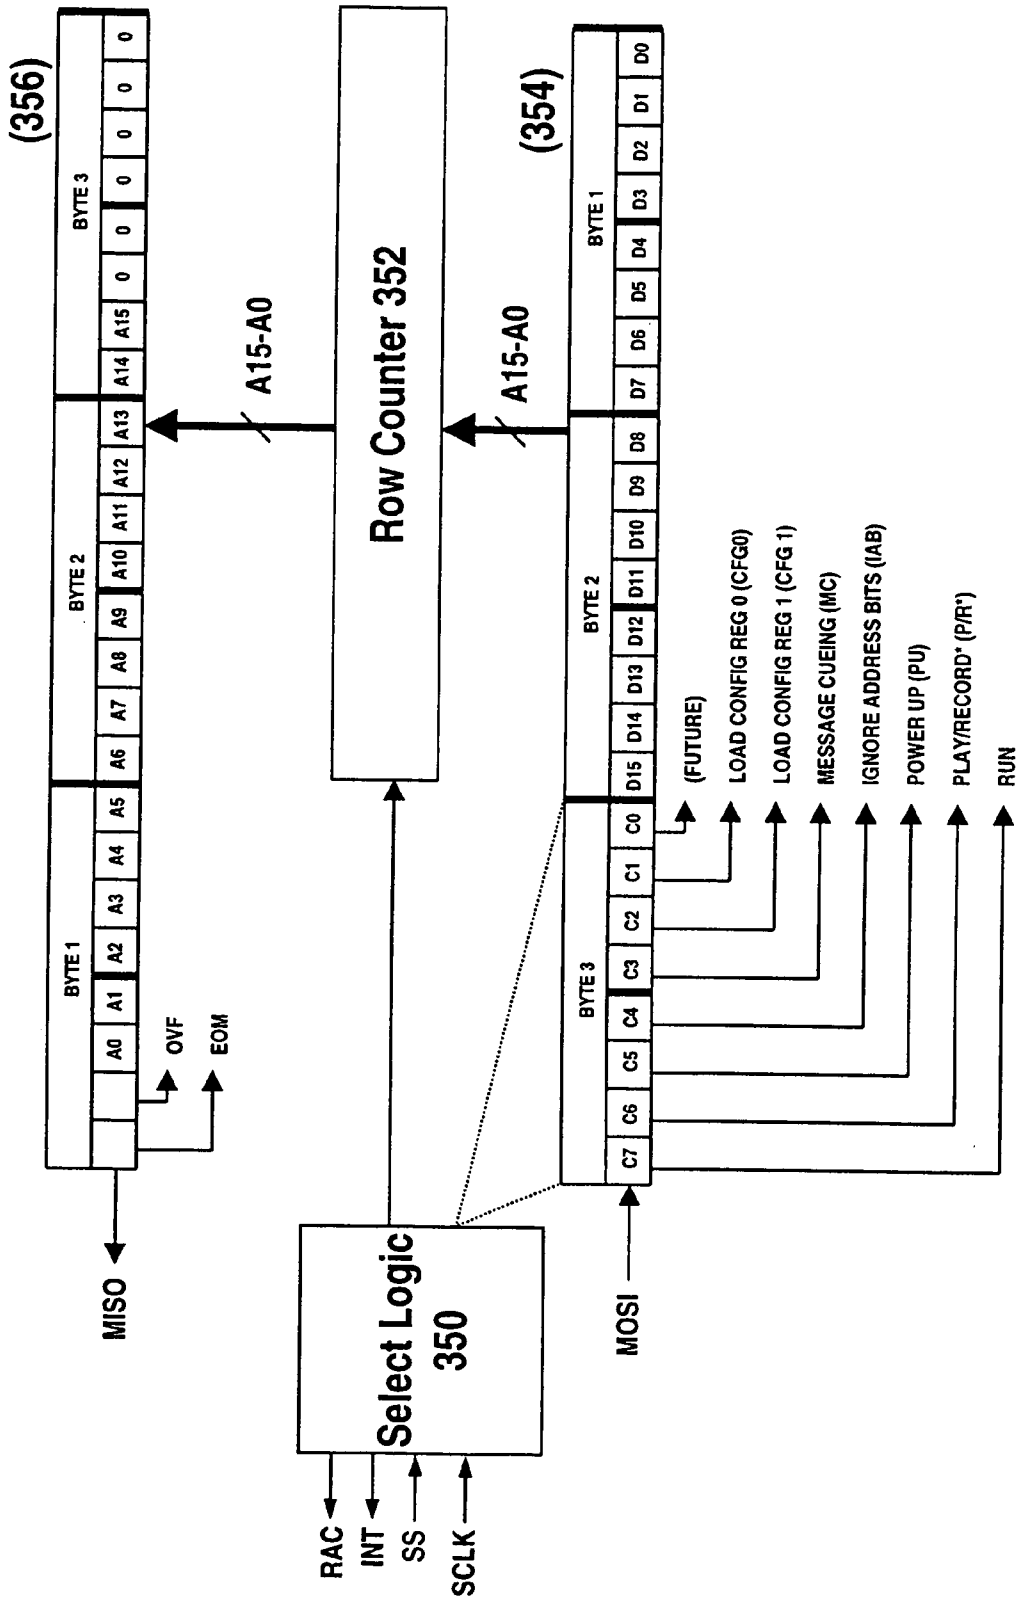 (356)
BYTE 1 BYTE 2 BYTE 3
A0 A1 A2 A3 A4 A5 A6 A7 A8 A9 A10 A11 A12 A13 A14 A15 0 0 0 0 0 0
MISO
OVF
EOM
A15-A0
RAC
INT
SS
SCLK
Select Logic
350
Row Counter 352
A15-A0
(354)
BYTE 3 BYTE 2 BYTE 1
MOSI
C7 C6 C5 C4 C3 C2 C1 C0 D15 D14 D13 D12 D11 D10 D9 D8 D7 D6 D5 D4 D3 D2 D1 D0
(FUTURE)
LOAD CONFIG REG 0 (CFG0)
LOAD CONFIG REG 1 (CFG 1)
MESSAGE CUEING (MC)
IGNORE ADDRESS BITS (IAB)
POWER UP (PU)
PLAY/RECORD* (P/R*)
RUN